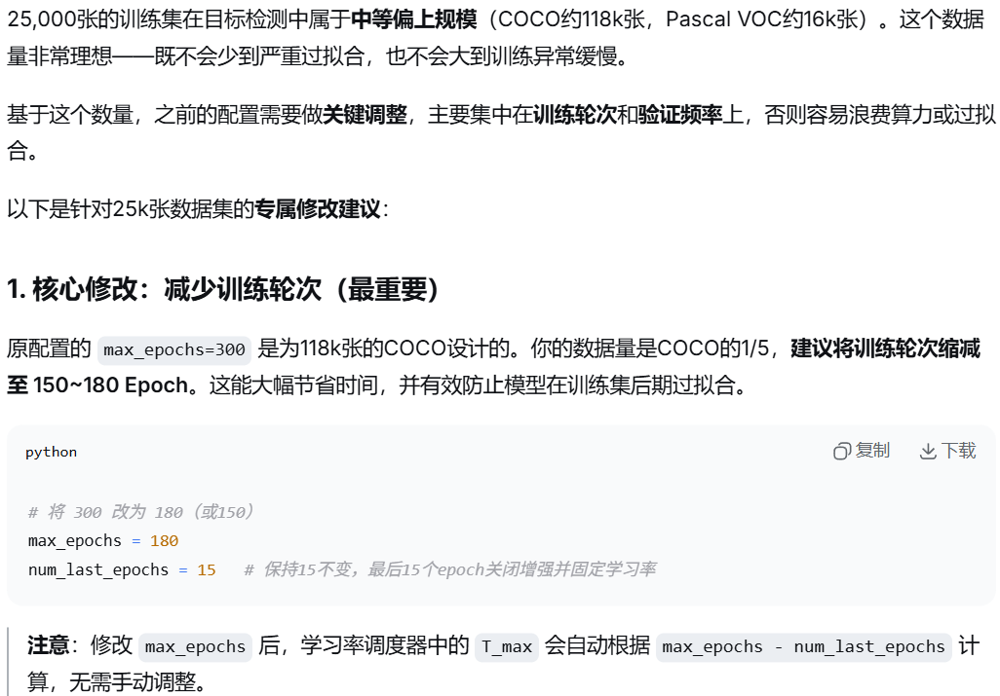 25,000张的训练集在目标检测中属于中等偏上规模（COCO约118k张，Pascal VOC约16k张）。这个数据
量非常理想——既不会少到严重过拟合，也不会大到训练异常缓慢。
基于这个数量，之前的配置需要做关键调整，主要集中在训练轮次和验证频率上，否则容易浪费算力或过拟
合。
以下是针对25k张数据集的专属修改建议：
1. 核心修改：减少训练轮次（最重要）
原配置的 max_epochs=300 是为118k张的COCO设计的。你的数据量是COCO的1/5，建议将训练轮次缩减
至 150~180 Epoch。这能大幅节省时间，并有效防止模型在训练集后期过拟合。
python
复制 下载
# 将 300 改为 180（或150）
max_epochs = 180
num_last_epochs = 15 # 保持15不变，最后15个epoch关闭增强并固定学习率
注意：修改 max_epochs 后，学习率调度器中的 T_max 会自动根据 max_epochs - num_last_epochs 计
算，无需手动调整。